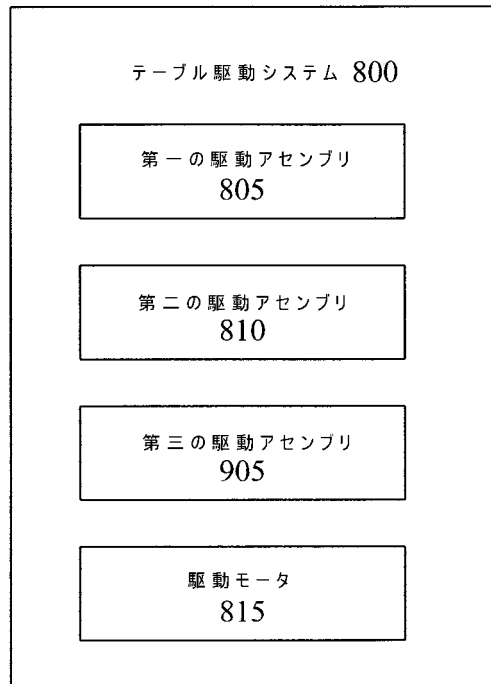 テーブル駆動システム 800
第一の駆動アセンブリ
805
第二の駆動アセンブリ
810
第三の駆動アセンブリ
905
駆動モータ
815